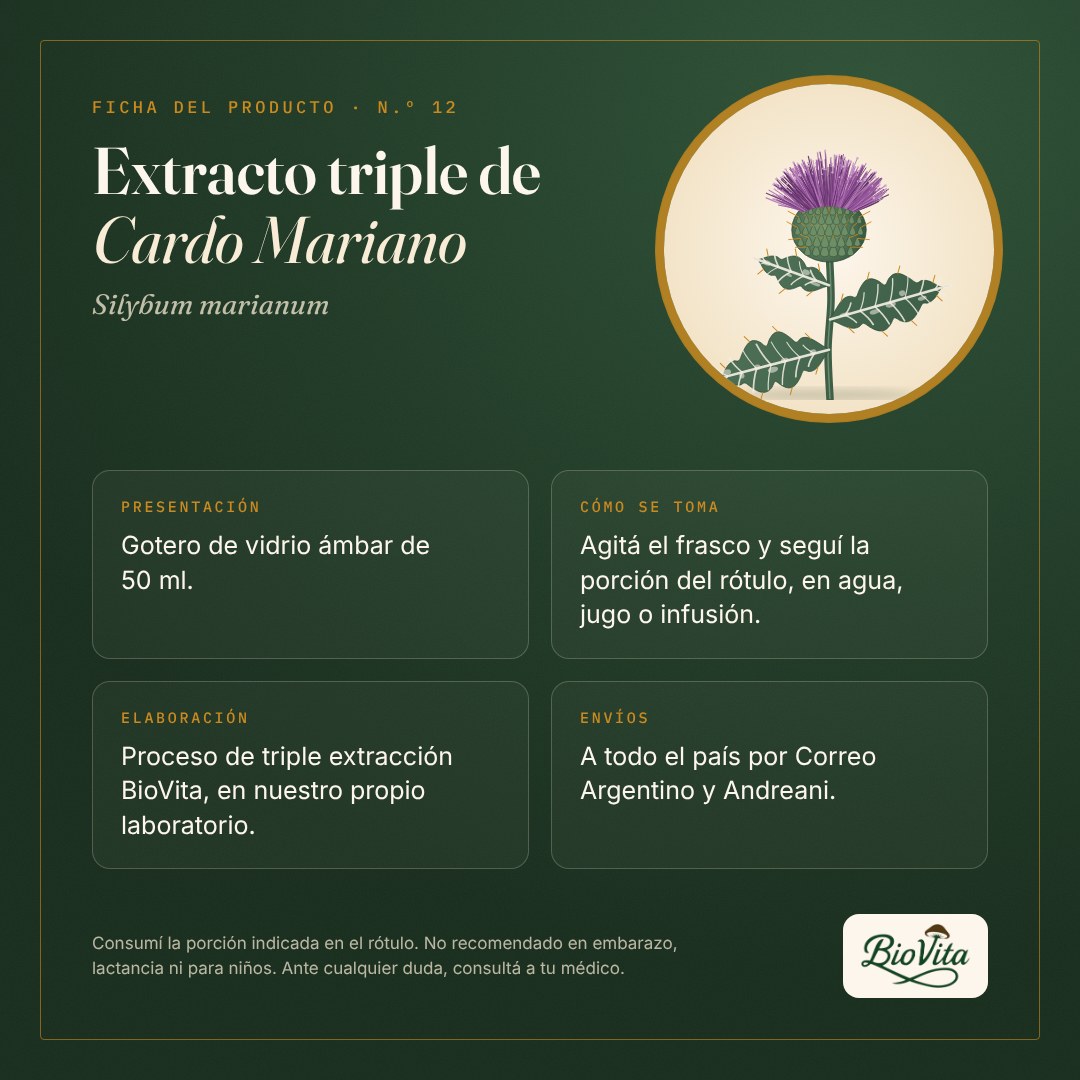 FICHA DEL PRODUCTO · N.º 12
Extracto triple de
Cardo Mariano
Silybum marianum
PRESENTACIÓN
Gotero de vidrio ámbar de
50 ml.
CÓMO SE TOMA
Agitá el frasco y seguí la
porción del rótulo, en agua,
jugo o infusión.
ELABORACIÓN
Proceso de triple extracción
BioVita, en nuestro propio
laboratorio.
ENVÍOS
A todo el país por Correo
Argentino y Andreani.
Consumí la porción indicada en el rótulo. No recomendado en embarazo,
lactancia ni para niños. Ante cualquier duda, consultá a tu médico.
BioVita